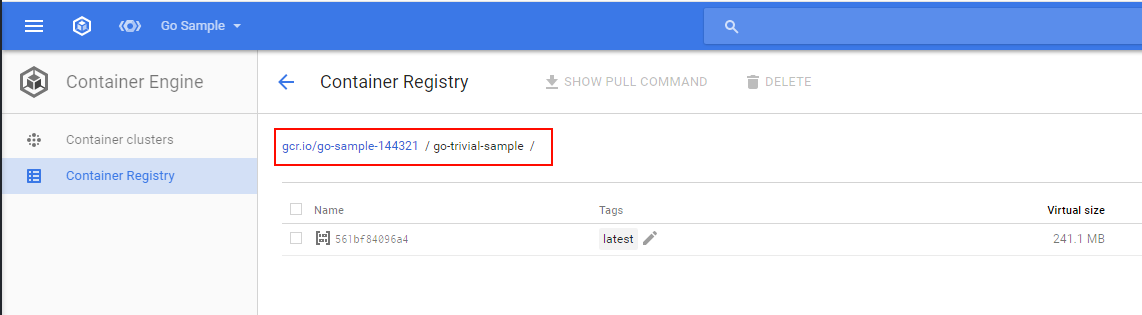 Go Sample
Container Engine
Container Registry
SHOW PULL COMMAND
DELETE
Container clusters
Container Registry
gcr.io/go-sample-144321 / go-trivial-sample /
Name Tags Virtual size
561bf84096a4 latest 241.1 MB